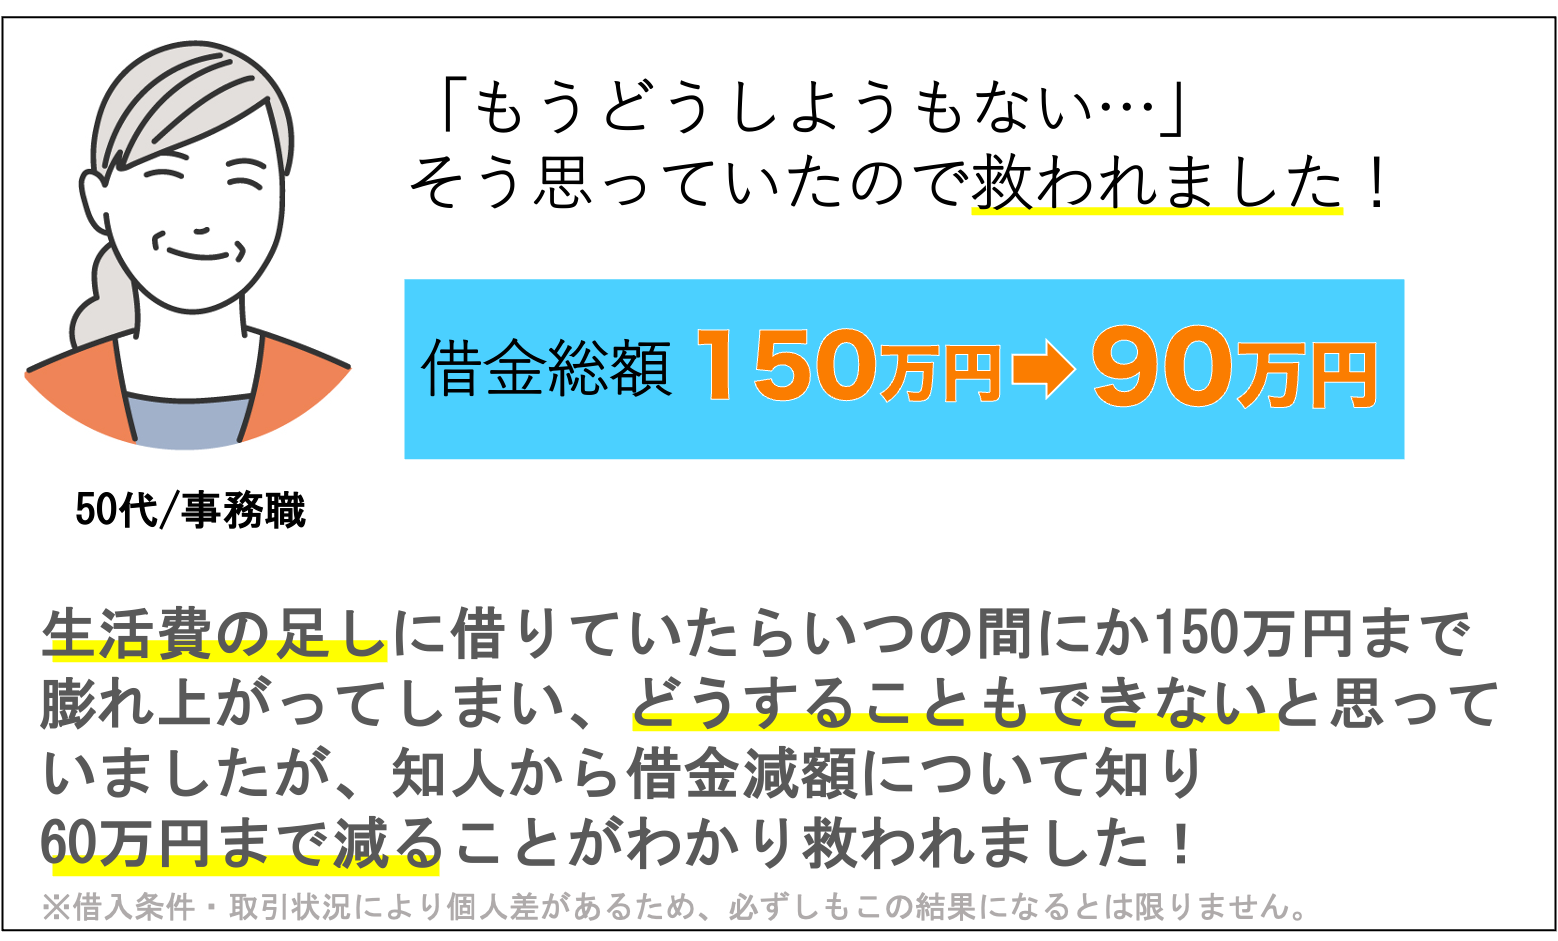 「もうどうしようもない…」
そう思っていたので救われました！
借金総額 150万円➡90万円
50代/事務職
生活費の足しに借りていたらいつの間にか150万円まで
膨れ上がってしまい、どうすることもできないと思って
いましたが、知人から借金減額について知り
60万円まで減ることがわかり救われました！
※借入条件・取引状況により個人差があるため、必ずしもこの結果になるとは限りません。